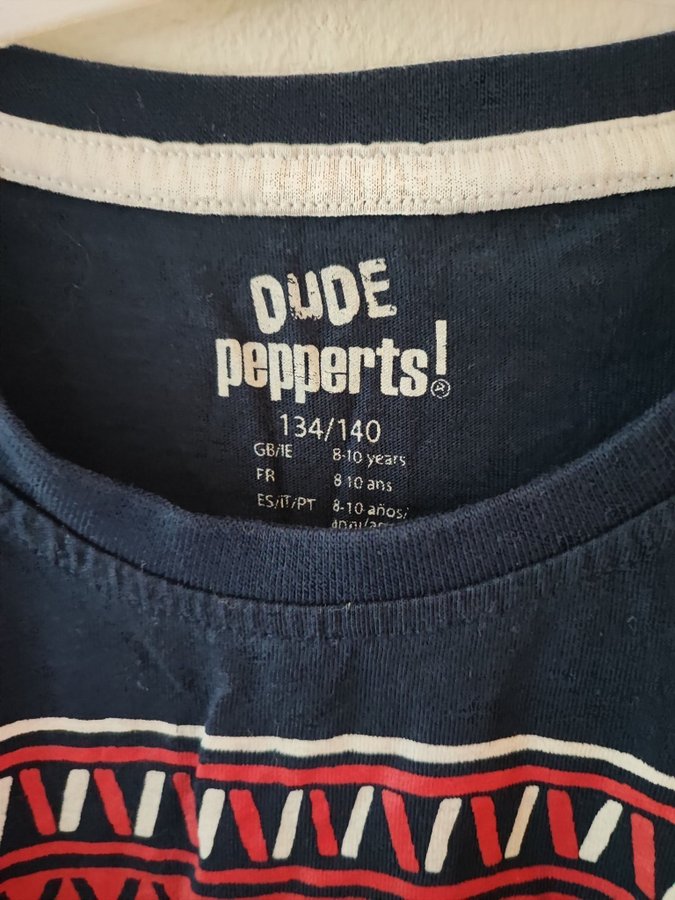 DUDE
pepperts!
134/140
GB/IE 8-10 years
FR 8-10 ans
ES/IT/PT 8-10 años/